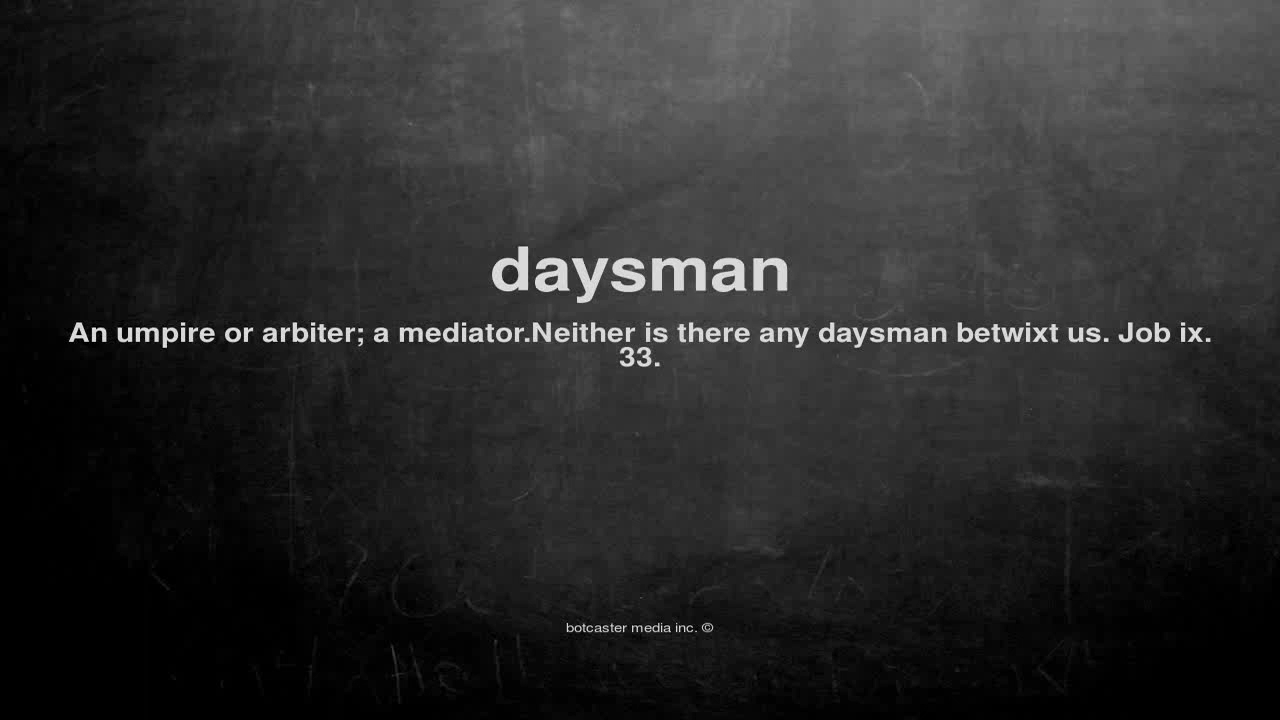 daysman
An umpire or arbiter; a mediator.Neither is there any daysman betwixt us. Job ix.
33.
botcaster media inc. ©